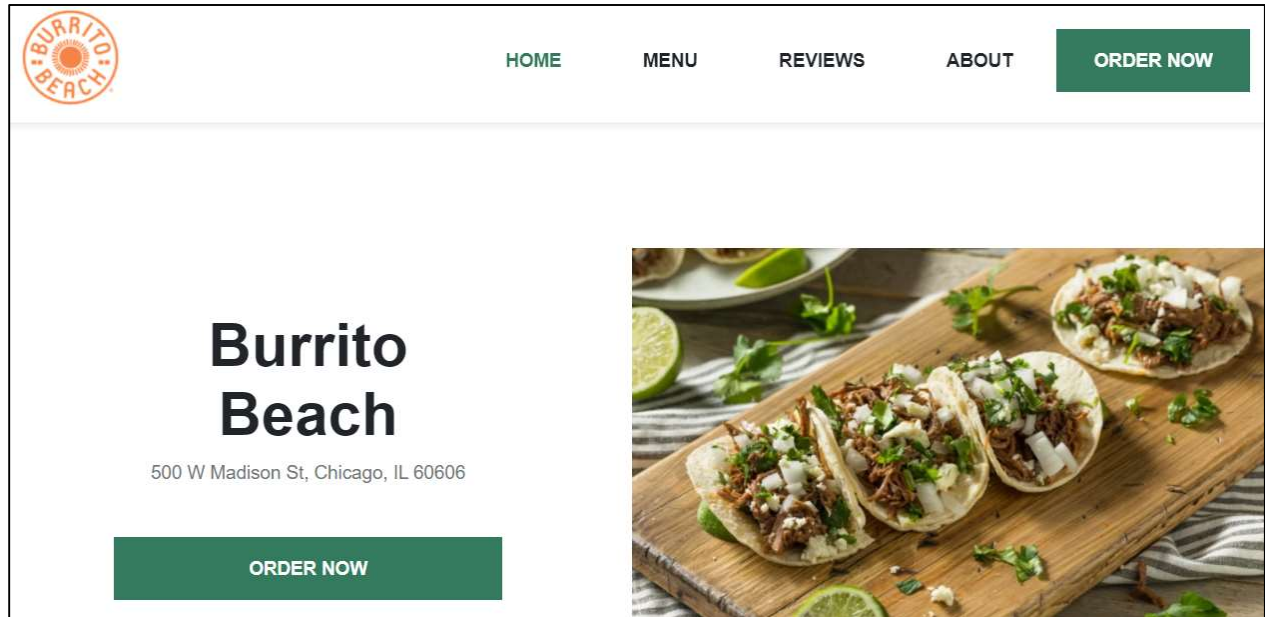 BURRITO
BEACH
HOME MENU REVIEWS ABOUT ORDER NOW
Burrito
Beach
500 W Madison St, Chicago, IL 60606
ORDER NOW